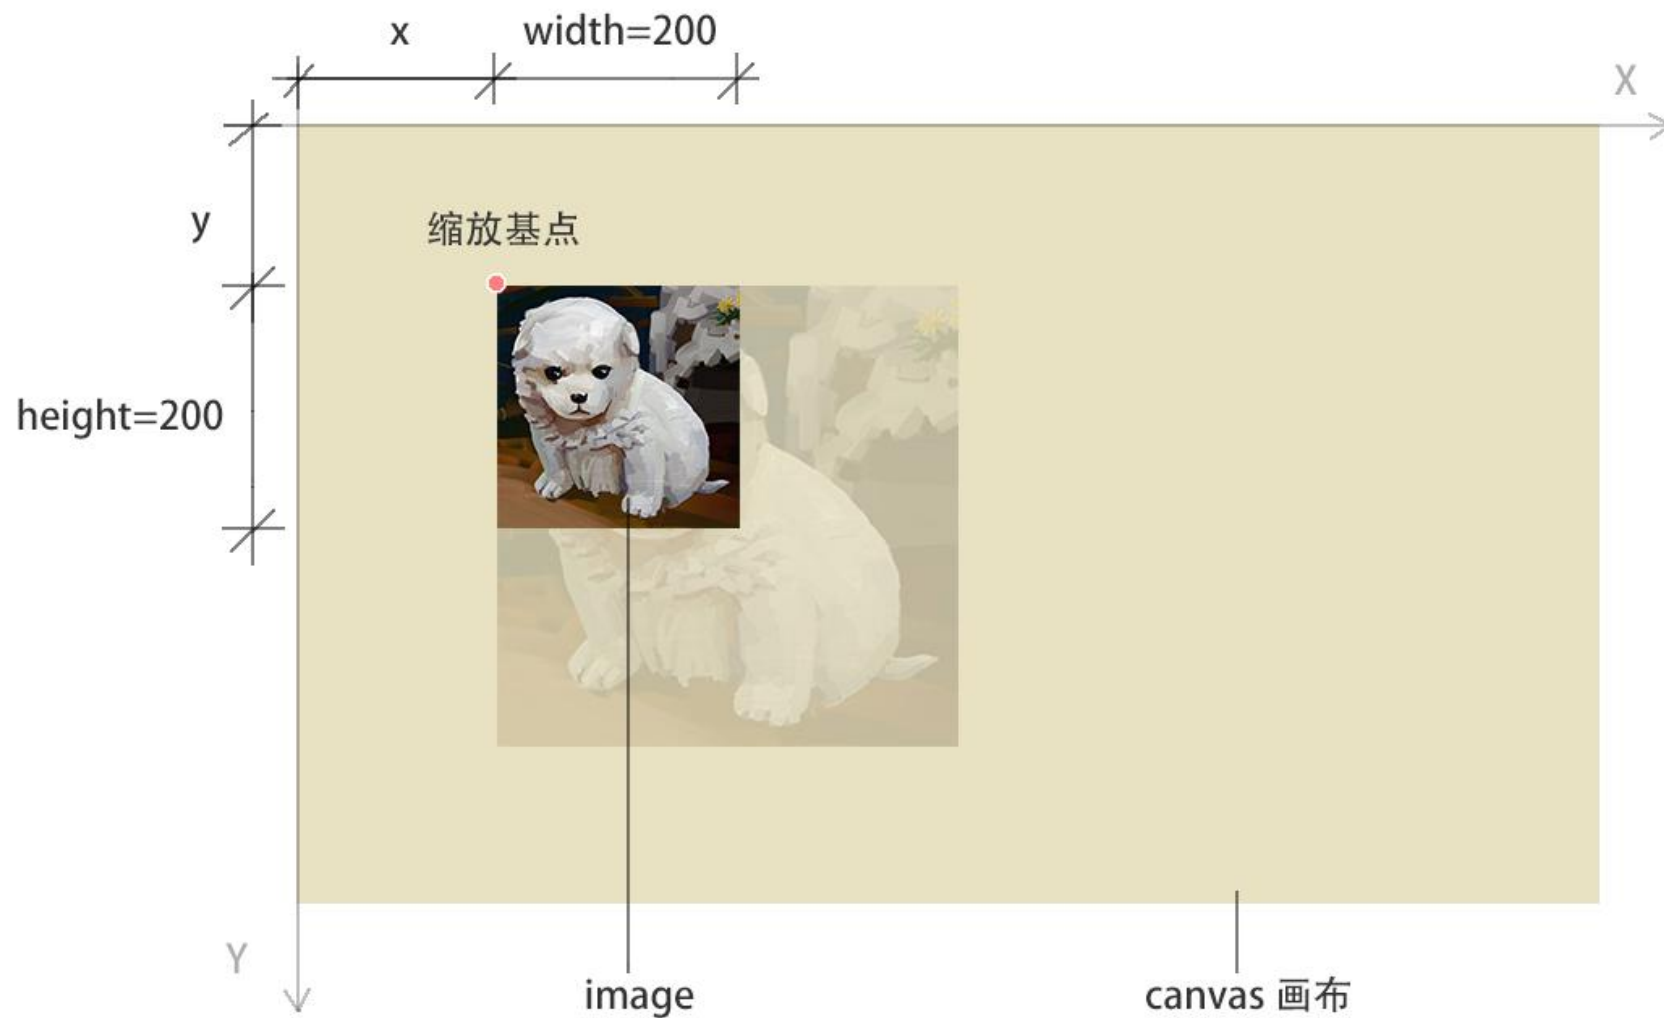 x
width=200
X
y
缩放基点
height=200
Y
image
canvas 画布